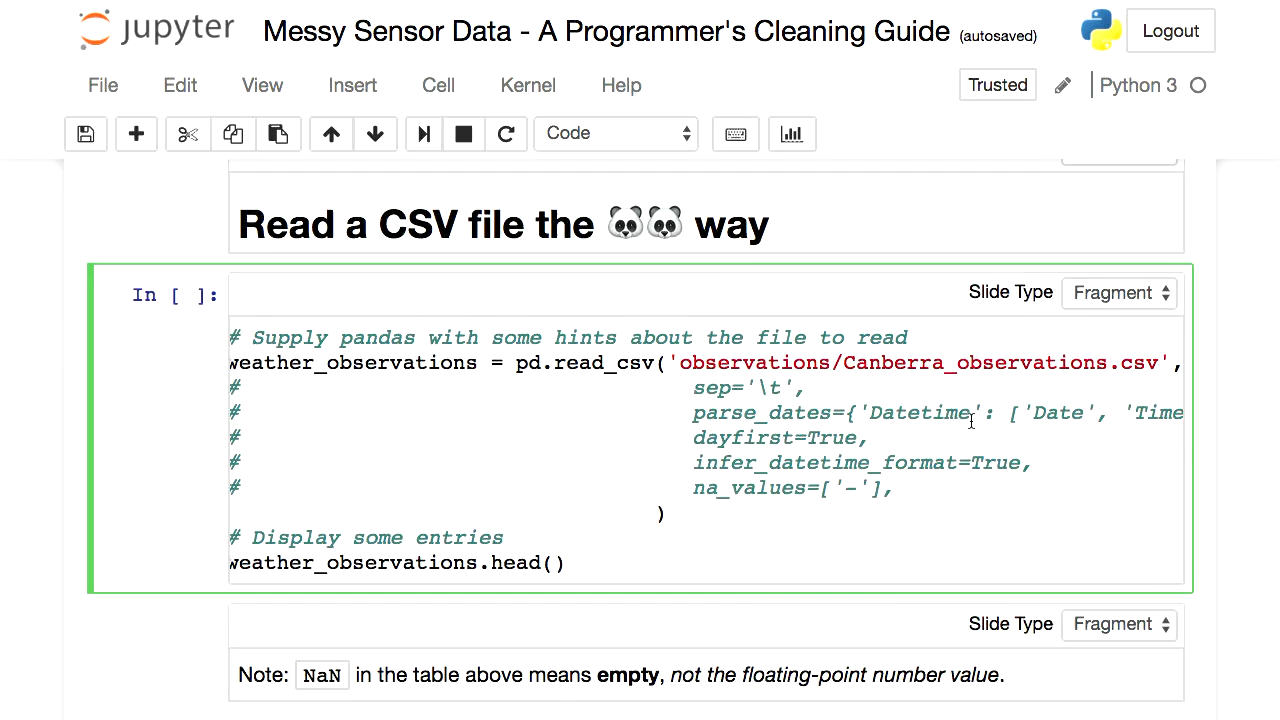 jupyter Messy Sensor Data - A Programmer's Cleaning Guide (autosaved) Logout
File Edit View Insert Cell Kernel Help Trusted Python 3
Code
Read a CSV file the 🐼🐼 way
In [ ]: Slide Type Fragment
# Supply pandas with some hints about the file to read
weather_observations = pd.read_csv('observations/Canberra_observations.csv',
# sep='\t',
# parse_dates={'Datetime': ['Date', 'Time
# dayfirst=True,
# infer_datetime_format=True,
# na_values=['-'],
)
# Display some entries
weather_observations.head()
Slide Type Fragment
Note: NaN in the table above means empty, not the floating-point number value.